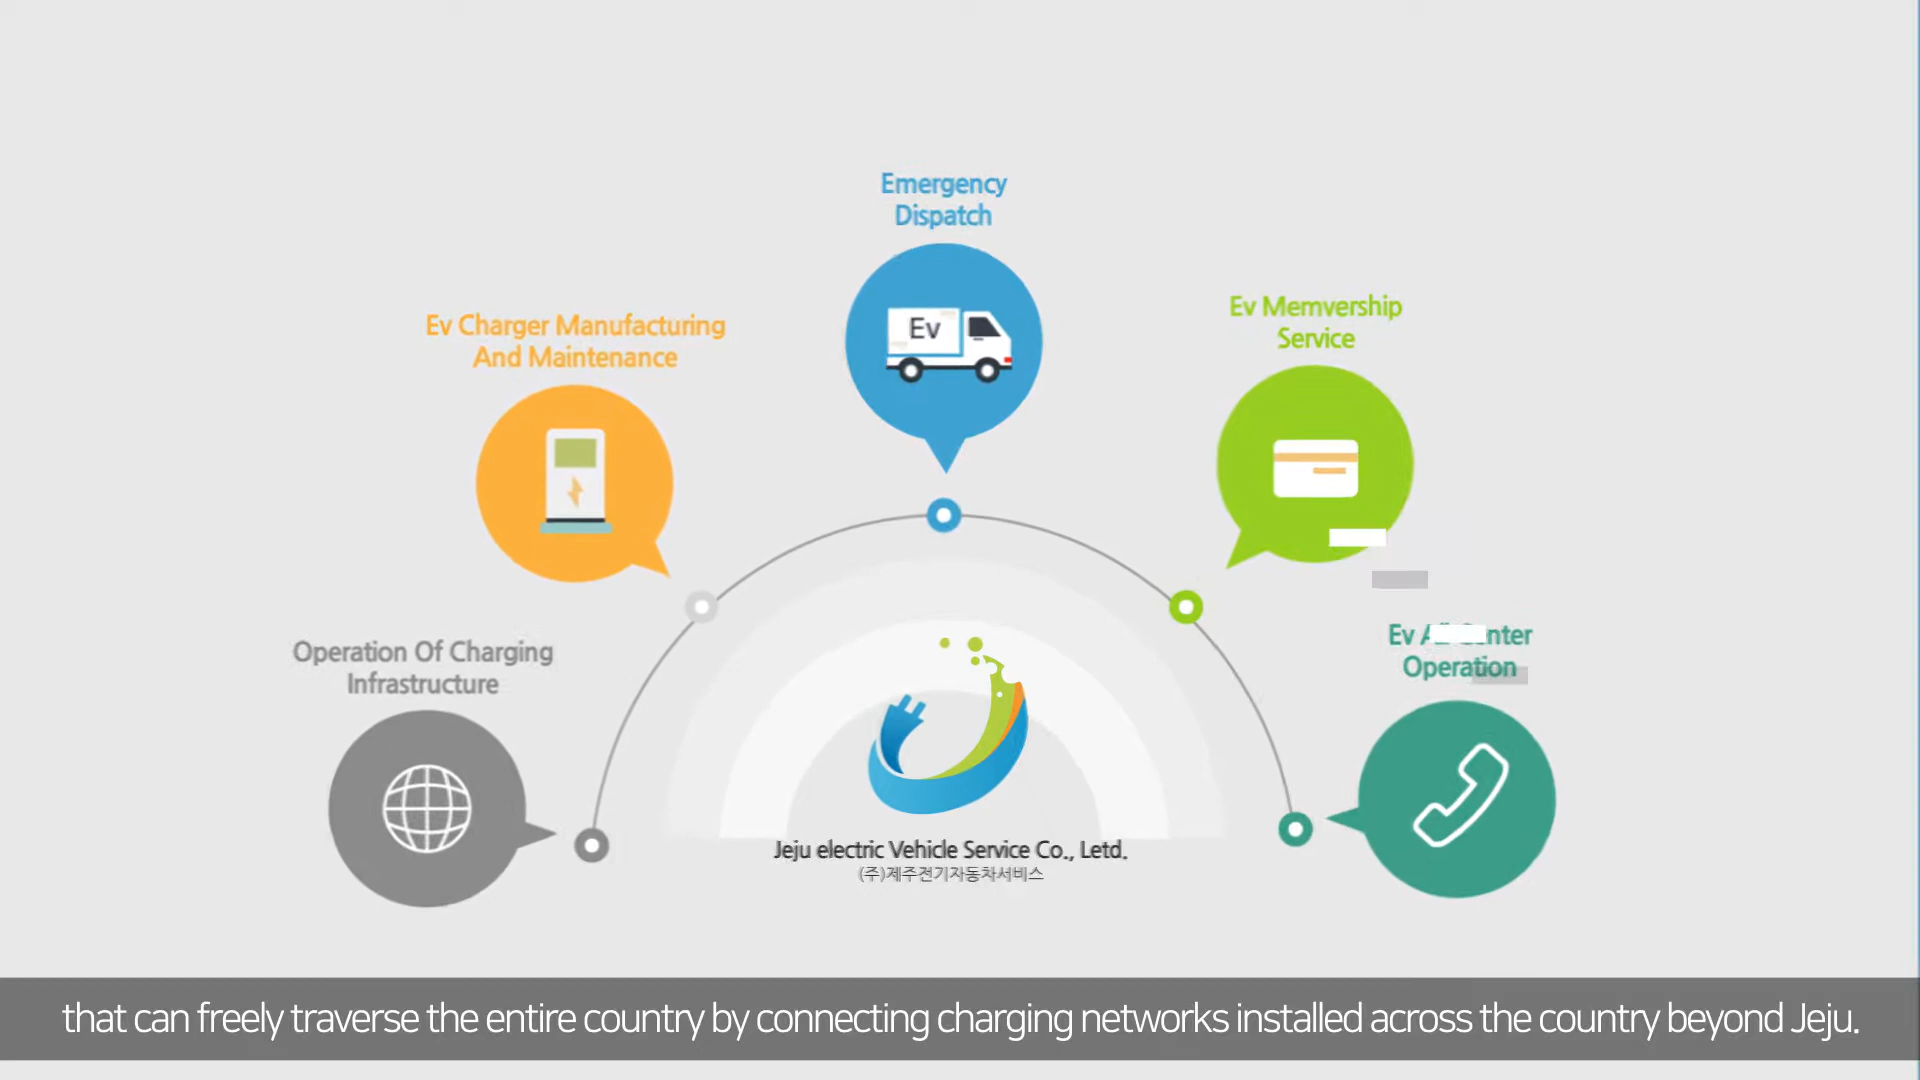 Emergency
Dispatch
Ev
Ev Charger Manufacturing
And Maintenance
Ev Memvership
Service
Operation Of Charging
Infrastructure
Ev
Operation
Jeju electric Vehicle Service Co., Letd.
(주)제주전기자동차서비스
that can freely traverse the entire country by connecting charging networks installed across the country beyond Jeju.